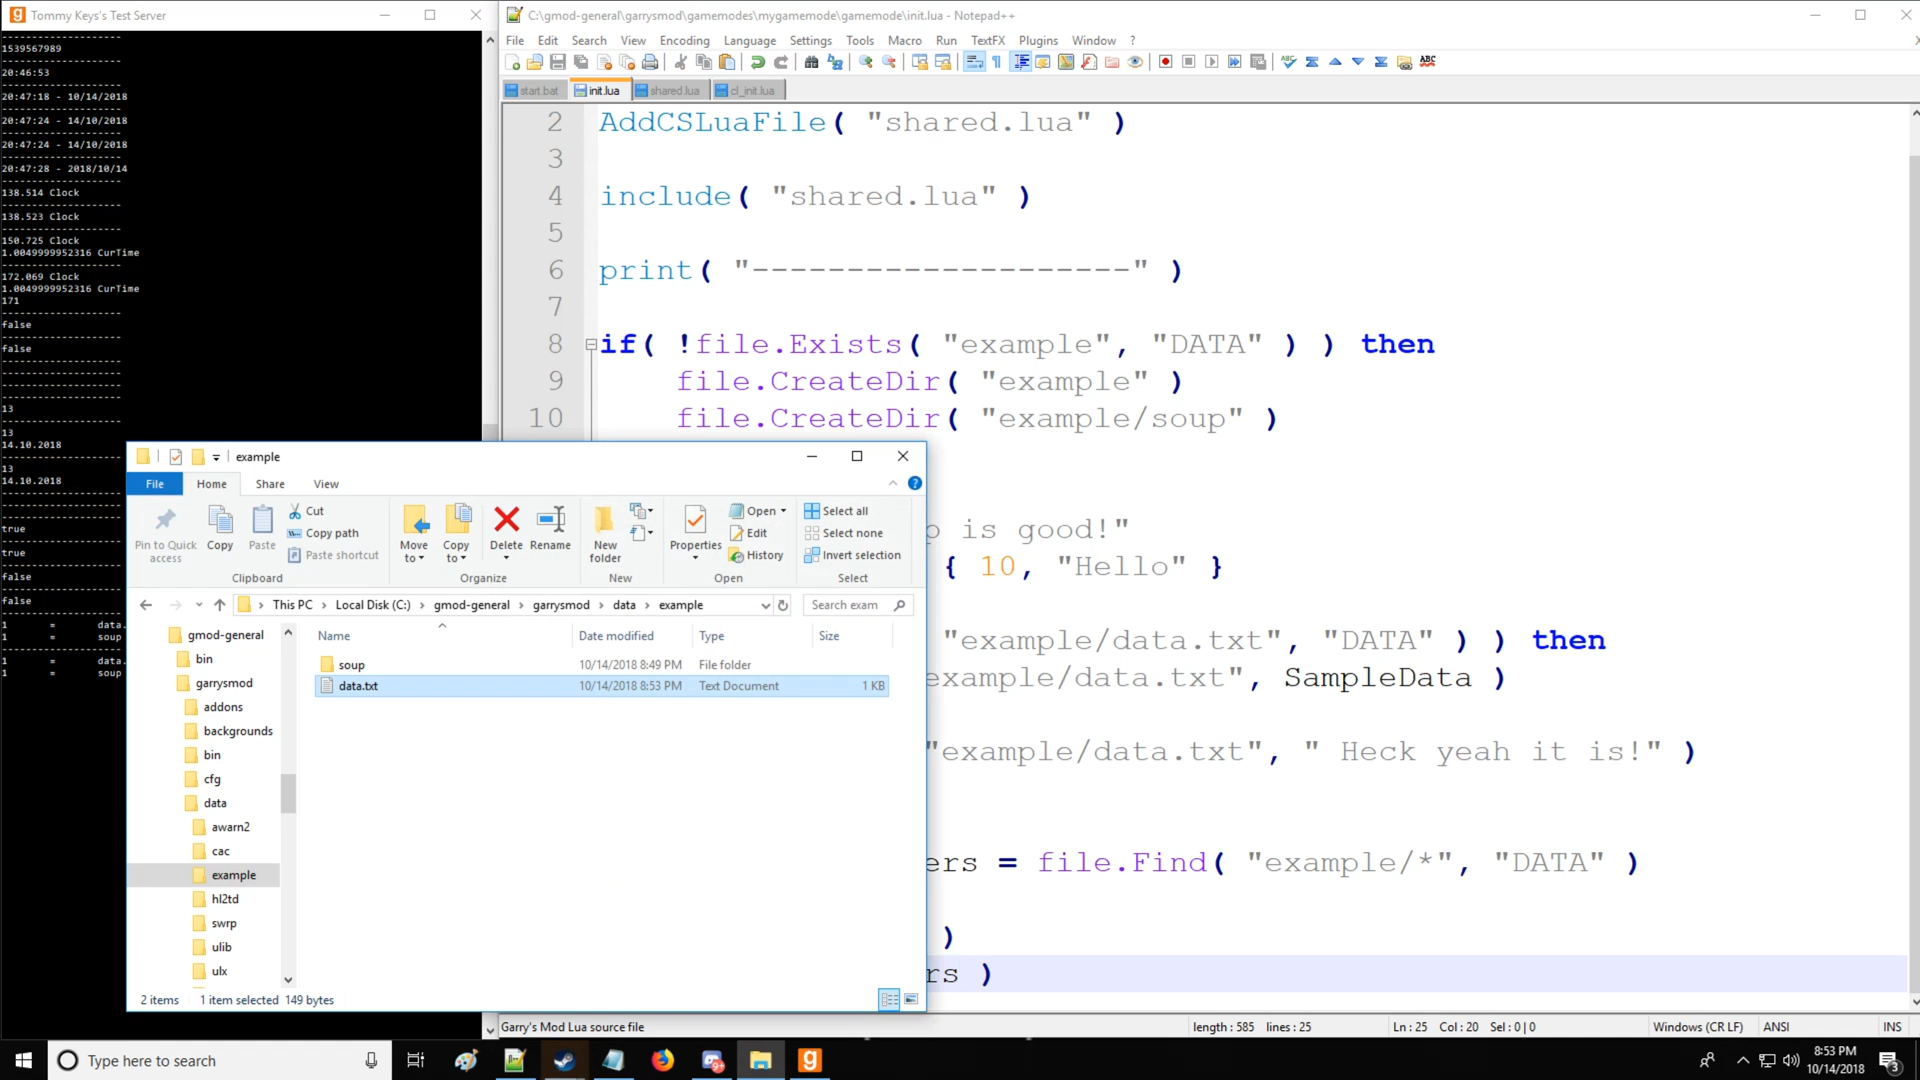 Tommy Keys's Test Server
--------------------
1539567989
--------------------
20:46:53
--------------------
20:47:18 - 10/14/2018
--------------------
20:47:24 - 14/10/2018
--------------------
20:47:24 - 14/10/2018
--------------------
20:47:28 - 2018/10/14
--------------------
138.514 Clock
--------------------
138.523 Clock
--------------------
150.725 Clock
1.0049999952316 CurTime
--------------------
172.069 Clock
1.0049999952316 CurTime
171
--------------------
false
--------------------
false
--------------------
--------------------
--------------------
--------------------
13
--------------------
13
14.10.2018
--------------------
13
14.10.2018
--------------------
--------------------
true
--------------------
true
--------------------
false
--------------------
false
--------------------
1 = data.
1 = soup
--------------------
1 = data.
1 = soup
C:\gmod-general\garrysmod\gamemodes\mygamemode\gamemode\init.lua - Notepad++
File Edit Search View Encoding Language Settings Tools Macro Run TextFX Plugins Window ?
start.bat init.lua shared.lua cl_init.lua
2 AddCSLuaFile( "shared.lua" )
3
4 include( "shared.lua" )
5
6 print( "--------------------" )
7
8 if( !file.Exists( "example", "DATA" ) ) then
9 file.CreateDir( "example" )
10 file.CreateDir( "example/soup" )
p is good!"
{ 10, "Hello" }
"example/data.txt", "DATA" ) ) then
example/data.txt", SampleData )
"example/data.txt", " Heck yeah it is!" )
ers = file.Find( "example/*", "DATA" )
)
rs )
example
File Home Share View
Pin to Quick access
Copy
Paste
Cut
Copy path
Paste shortcut
Clipboard
Move to
Copy to
Delete
Rename
Organize
New folder
New
Properties
Open
Edit
History
Open
Select all
Select none
Invert selection
Select
This PC > Local Disk (C:) > gmod-general > garrysmod > data > example
Search exam
Name Date modified Type Size
soup 10/14/2018 8:49 PM File folder
data.txt 10/14/2018 8:53 PM Text Document 1 KB
gmod-general
bin
garrysmod
addons
backgrounds
bin
cfg
data
awarn2
cac
example
hl2td
swrp
ulib
ulx
2 items 1 item selected 149 bytes
Garry's Mod Lua source file length : 585 lines : 25 Ln : 25 Col : 20 Sel : 0 | 0 Windows (CR LF) ANSI INS
Type here to search
8:53 PM
10/14/2018
3